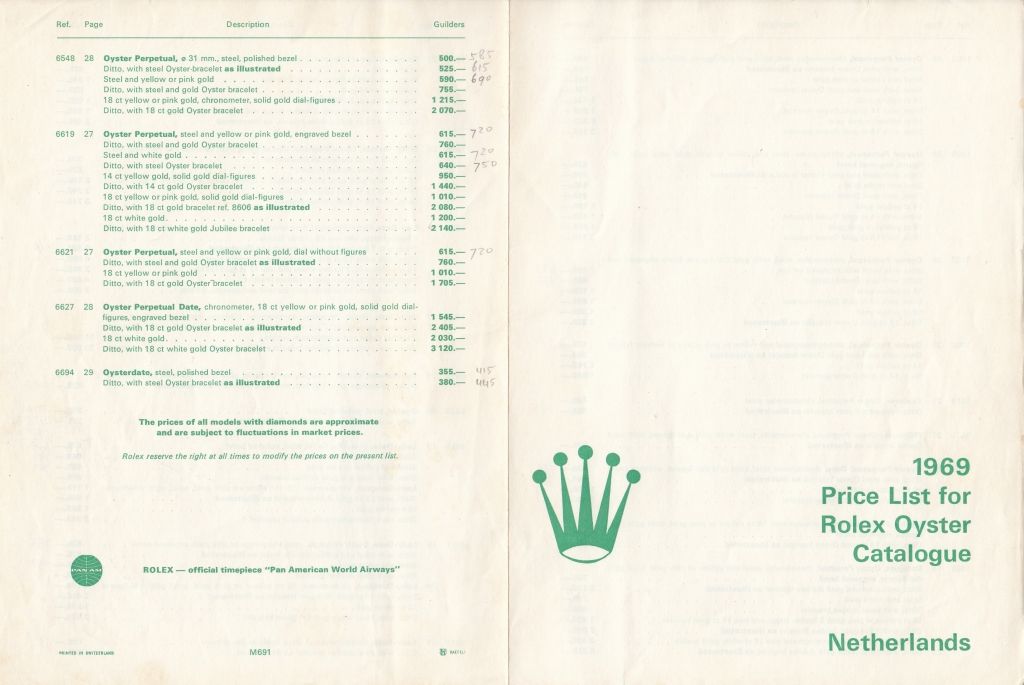 Ref. Page Description Guilders
6548 28 Oyster Perpetual, ø 31 mm., steel, polished bezel . . . . . . . . . . . 500.— 585
Ditto, with steel Oyster-bracelet as illustrated . . . . . . . . . . . . 525.— 615
Steel and yellow or pink gold . . . . . . . . . . . . . . . . . . . 590.— 690
Ditto, with steel and gold Oyster bracelet . . . . . . . . . . . . . . . 755.—
18 ct yellow or pink gold, chronometer, solid gold dial-figures . . . . . . . . 1 215.—
Ditto, with 18 ct gold Oyster bracelet . . . . . . . . . . . . . . . . . 2 070.—
6619 27 Oyster Perpetual, steel and yellow or pink gold, engraved bezel . . . . . . 615.— 720
Ditto, with steel and gold Oyster bracelet . . . . . . . . . . . . . . . 760.—
Steel and white gold . . . . . . . . . . . . . . . . . . . . . . . 615.— 720
Ditto, with steel Oyster bracelet . . . . . . . . . . . . . . . . . . 640.— 750
14 ct yellow gold, solid gold dial-figures . . . . . . . . . . . . . . . 950.—
Ditto, with 14 ct gold Oyster bracelet . . . . . . . . . . . . . . . . . 1 440.—
18 ct yellow or pink gold, solid gold dial-figures . . . . . . . . . . . . . 1 010.—
Ditto, with 18 ct gold bracelet ref. 8606 as illustrated . . . . . . . . . . 2 080.—
18 ct white gold . . . . . . . . . . . . . . . . . . . . . . . . . 1 200.—
Ditto, with 18 ct white gold Jubilee bracelet . . . . . . . . . . . . . . 2 140.—
6621 27 Oyster Perpetual, steel and yellow or pink gold, dial without figures . . . . . 615.— 720
Ditto, with steel and gold Oyster bracelet as illustrated . . . . . . . . . . 760.—
18 ct yellow or pink gold . . . . . . . . . . . . . . . . . . . . . 1 010.—
Ditto, with 18 ct gold Oyster bracelet . . . . . . . . . . . . . . . . . 1 705.—
6627 28 Oyster Perpetual Date, chronometer, 18 ct yellow or pink gold, solid gold dial-
figures, engraved bezel . . . . . . . . . . . . . . . . . . . . . . 1 545.—
Ditto, with 18 ct gold Oyster bracelet as illustrated . . . . . . . . . . . 2 405.—
18 ct white gold . . . . . . . . . . . . . . . . . . . . . . . . . 2 030.—
Ditto, with 18 ct white gold Oyster bracelet . . . . . . . . . . . . . . . 3 120.—
6694 29 Oysterdate, steel, polished bezel . . . . . . . . . . . . . . . . . . 355.— 415
Ditto, with steel Oyster bracelet as illustrated . . . . . . . . . . . . . 380.— 445
The prices of all models with diamonds are approximate
and are subject to fluctuations in market prices.
Rolex reserve the right at all times to modify the prices on the present list.
PAN AM
ROLEX — official timepiece “Pan American World Airways”
PRINTED IN SWITZERLAND M691
1969
Price List for
Rolex Oyster
Catalogue
Netherlands